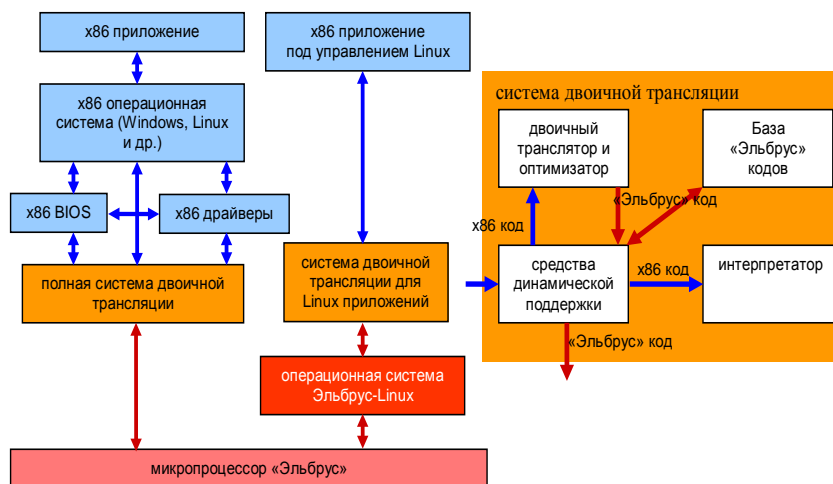 x86 приложение
x86 операционная
система (Windows, Linux
и др.)
x86 BIOS
x86 драйверы
полная система двоичной
трансляции
x86 приложение
под управлением Linux
система двоичной
трансляции для
Linux приложений
операционная система
Эльбрус-Linux
микропроцессор «Эльбрус»
система двоичной трансляции
двоичный
транслятор и
оптимизатор
База
«Эльбрус»
кодов
«Эльбрус» код
x86 код
средства
динамической
поддержки
x86 код
интерпретатор
«Эльбрус» код